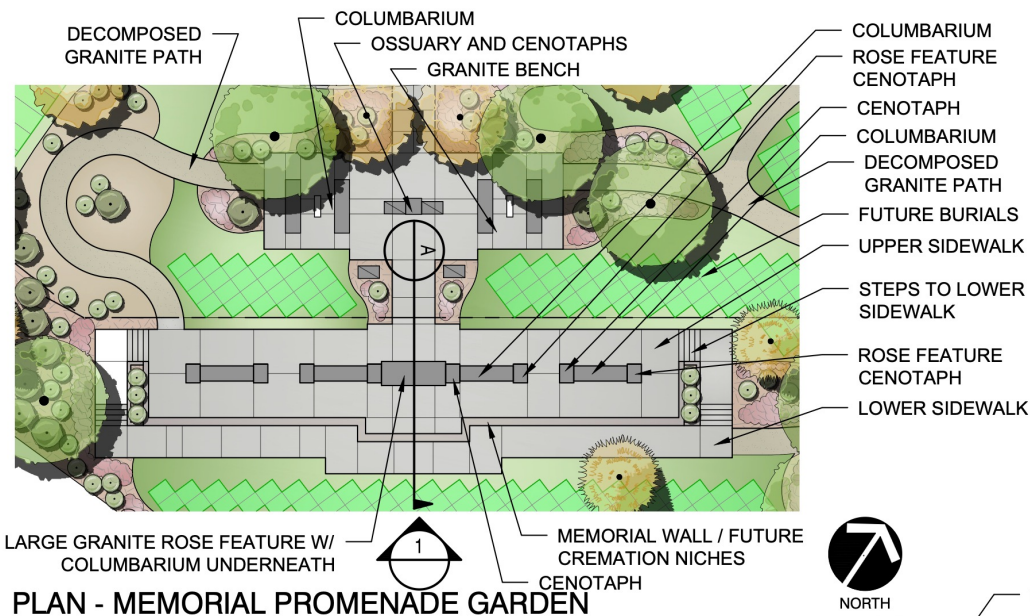 DECOMPOSED
GRANITE PATH
COLUMBARIUM
OSSUARY AND CENOTAPHS
GRANITE BENCH
COLUMBARIUM
ROSE FEATURE
CENOTAPH
CENOTAPH
COLUMBARIUM
DECOMPOSED
GRANITE PATH
FUTURE BURIALS
UPPER SIDEWALK
STEPS TO LOWER
SIDEWALK
ROSE FEATURE
CENOTAPH
LOWER SIDEWALK
A
LARGE GRANITE ROSE FEATURE W/
COLUMBARIUM UNDERNEATH
1
MEMORIAL WALL / FUTURE
CREMATION NICHES
CENOTAPH
NORTH
PLAN - MEMORIAL PROMENADE GARDEN